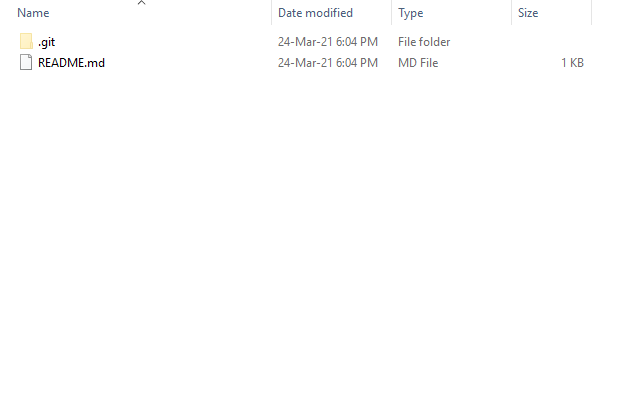 Name Date modified Type Size
.git 24-Mar-21 6:04 PM File folder
README.md 24-Mar-21 6:04 PM MD File 1 KB